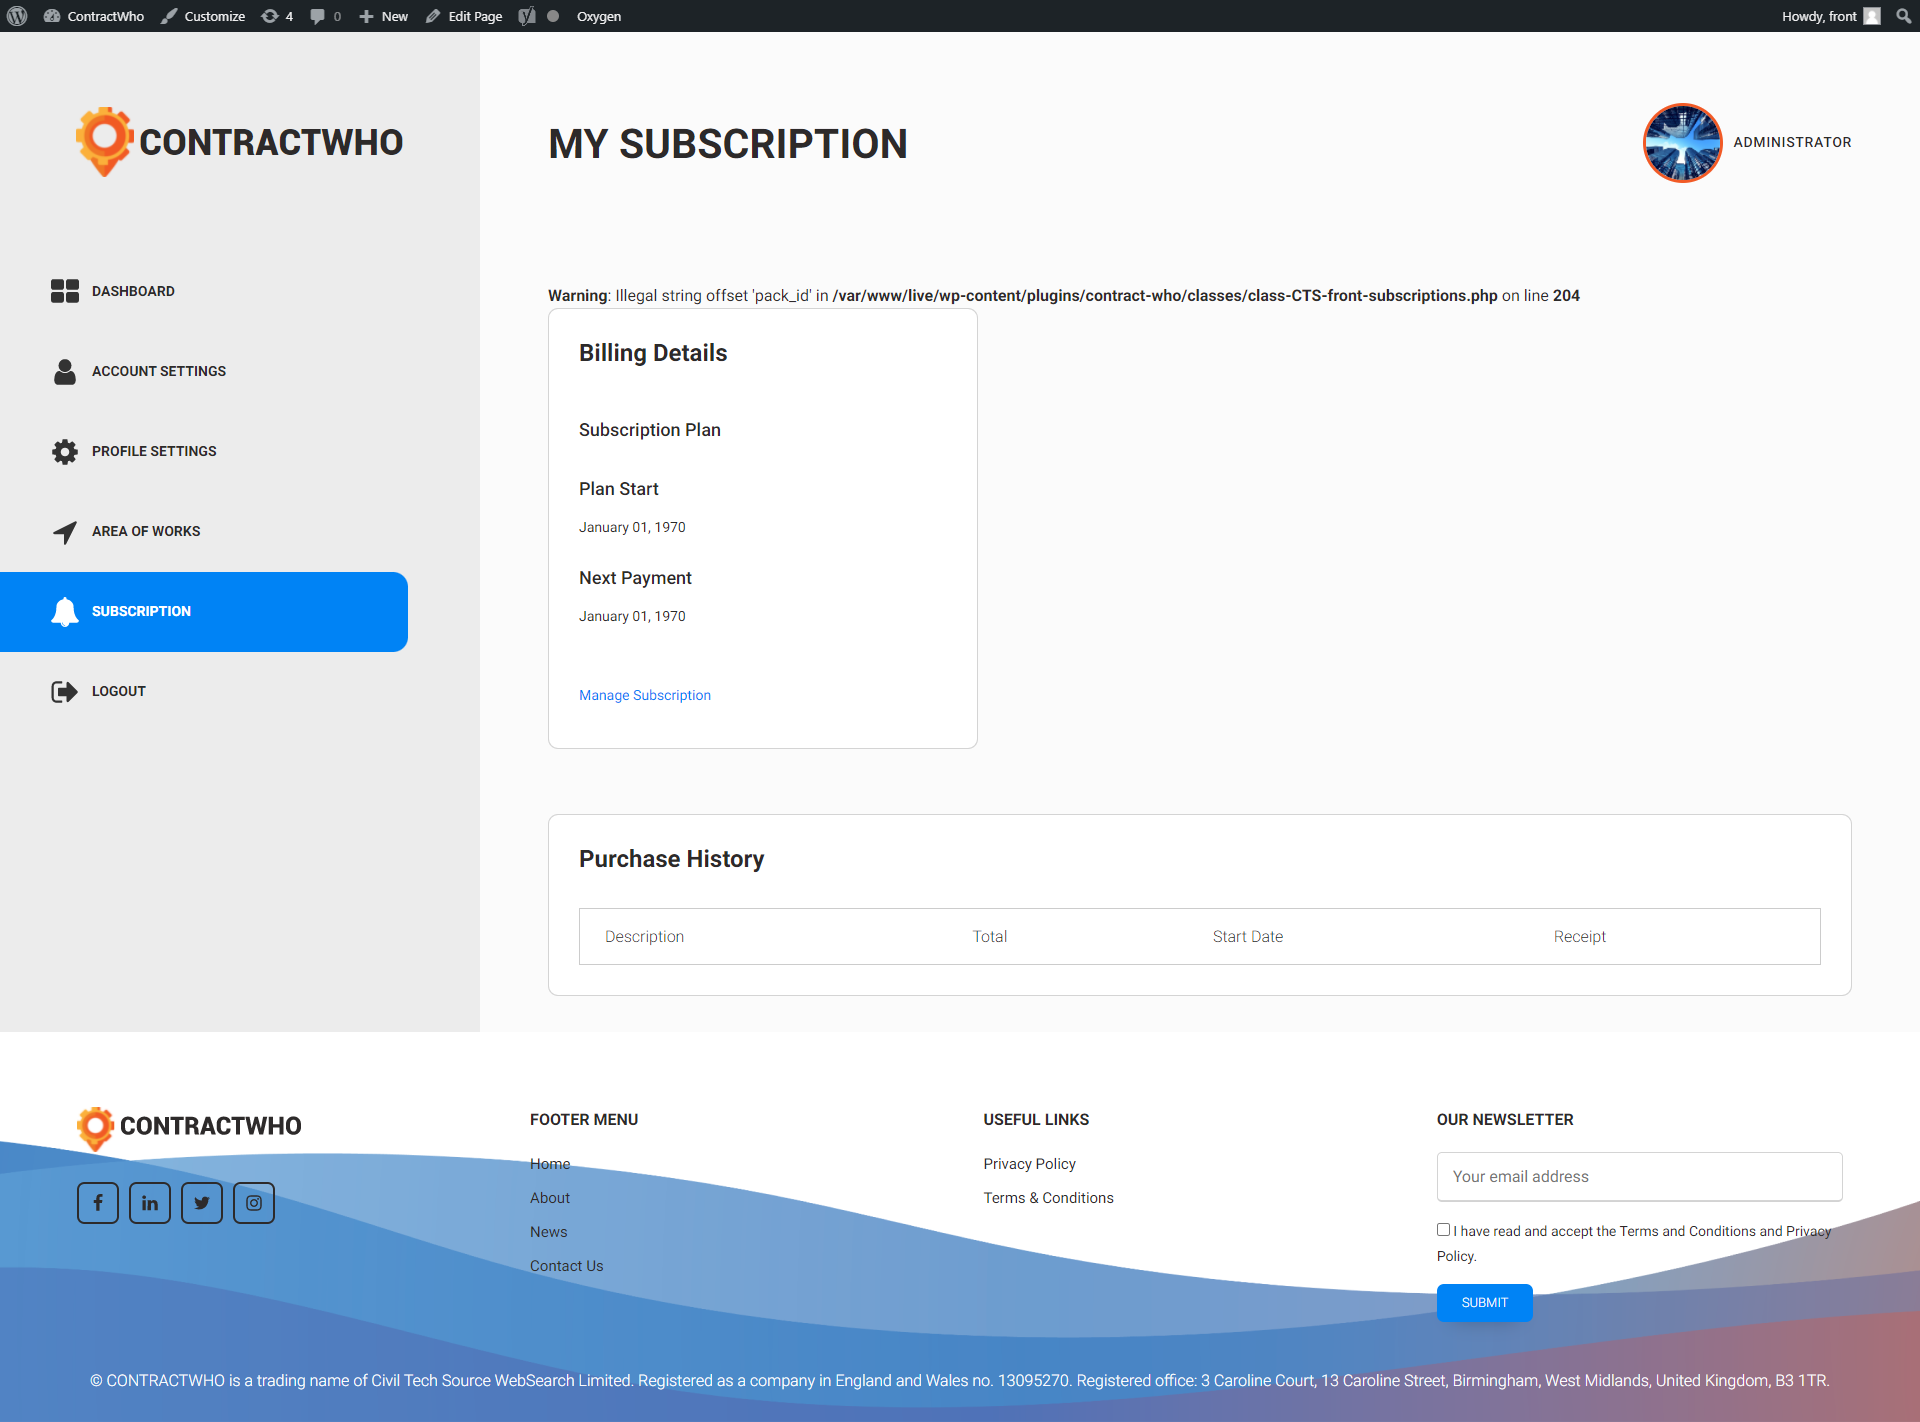 ContractWho Customize 4 0 New Edit Page Oxygen Howdy, front
CONTRACTWHO
MY SUBSCRIPTION
ADMINISTRATOR
DASHBOARD
ACCOUNT SETTINGS
PROFILE SETTINGS
AREA OF WORKS
SUBSCRIPTION
LOGOUT
Warning: Illegal string offset 'pack_id' in /var/www/live/wp-content/plugins/contract-who/classes/class-CTS-front-subscriptions.php on line 204
Billing Details
Subscription Plan
Plan Start
January 01, 1970
Next Payment
January 01, 1970
Manage Subscription
Purchase History
Description Total Start Date Receipt
CONTRACTWHO
FOOTER MENU
Home
About
News
Contact Us
USEFUL LINKS
Privacy Policy
Terms & Conditions
OUR NEWSLETTER
Your email address
I have read and accept the Terms and Conditions and Privacy
Policy.
SUBMIT
© CONTRACTWHO is a trading name of Civil Tech Source WebSearch Limited. Registered as a company in England and Wales no. 13095270. Registered office: 3 Caroline Court, 13 Caroline Street, Birmingham, West Midlands, United Kingdom, B3 1TR.